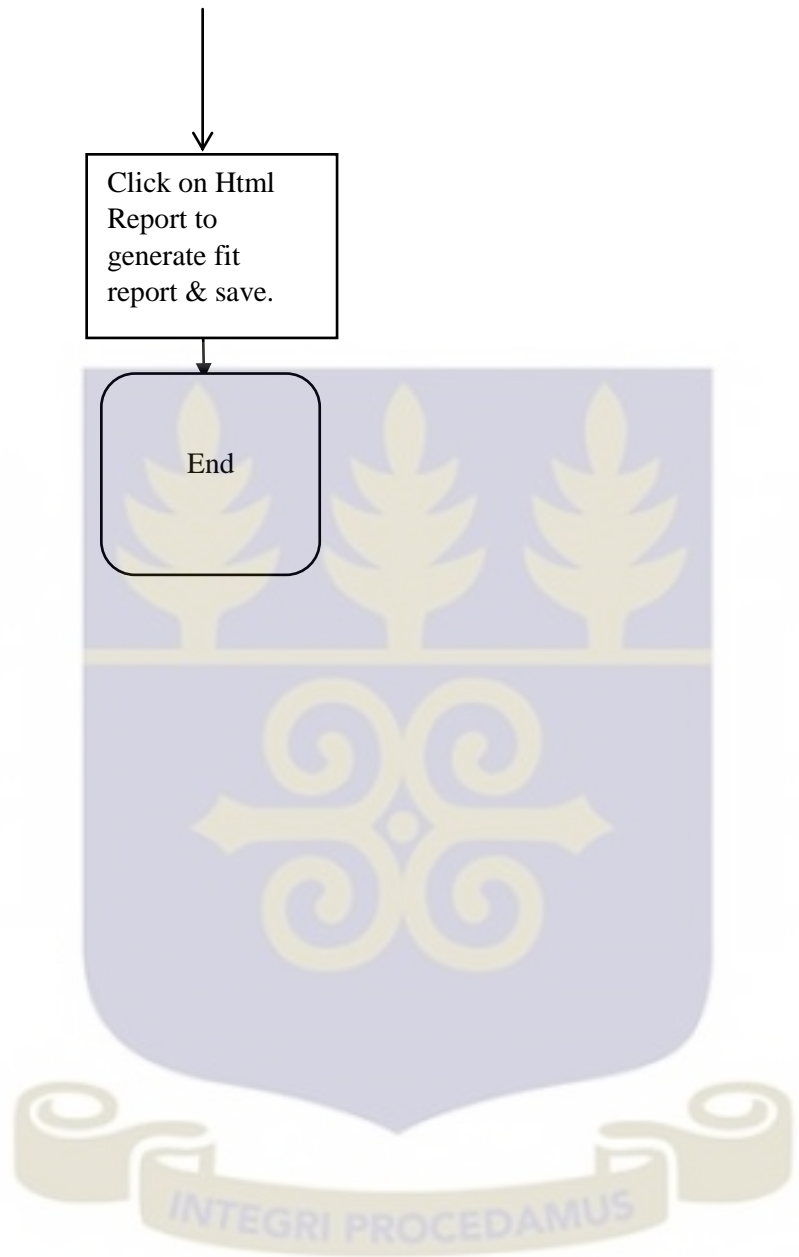 Click on Html
Report to
generate fit
report & save.
End
INTEGRI PROCEDAMUS